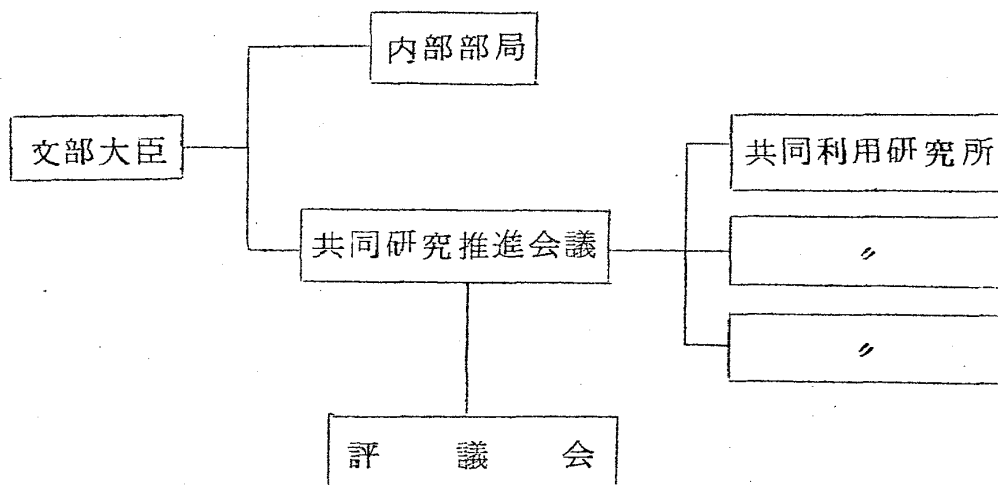 内部部局
文部大臣
共同利用研究所
共同研究推進会議
〃
〃
評議会